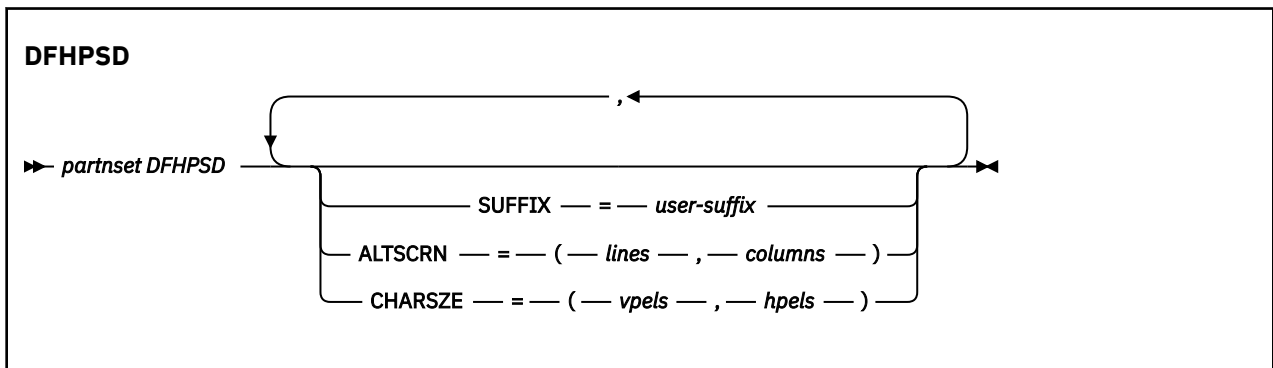 DFHPSD
,
partnset DFHPSD
SUFFIX = user-suffix
ALTSCRN = ( lines , columns )
CHARSZE = ( vpels , hpels )